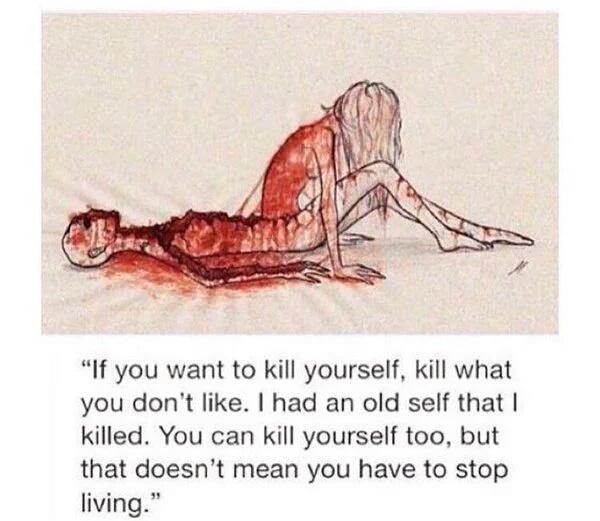 “If you want to kill yourself, kill what
you don’t like. I had an old self that I
killed. You can kill yourself too, but
that doesn’t mean you have to stop
living.”